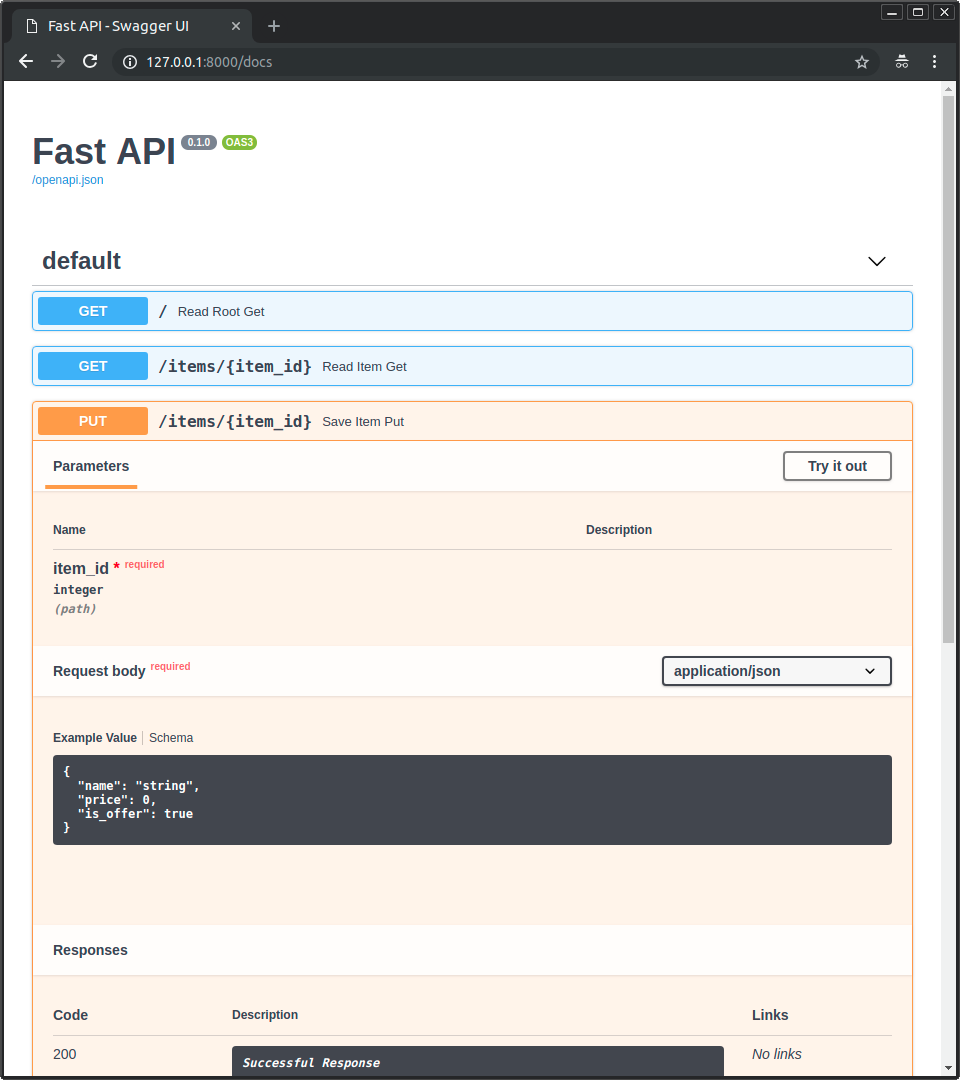 Fast API - Swagger UI
127.0.0.1:8000/docs
Fast API 0.1.0 OAS3
/openapi.json
default
GET / Read Root Get
GET /items/{item_id} Read Item Get
PUT /items/{item_id} Save Item Put
Parameters Try it out
Name Description
item_id * required
integer
(path)
Request body required application/json
Example Value Schema
{
"name": "string",
"price": 0,
"is_offer": true
}
Responses
Code Description Links
200 Successful Response No links